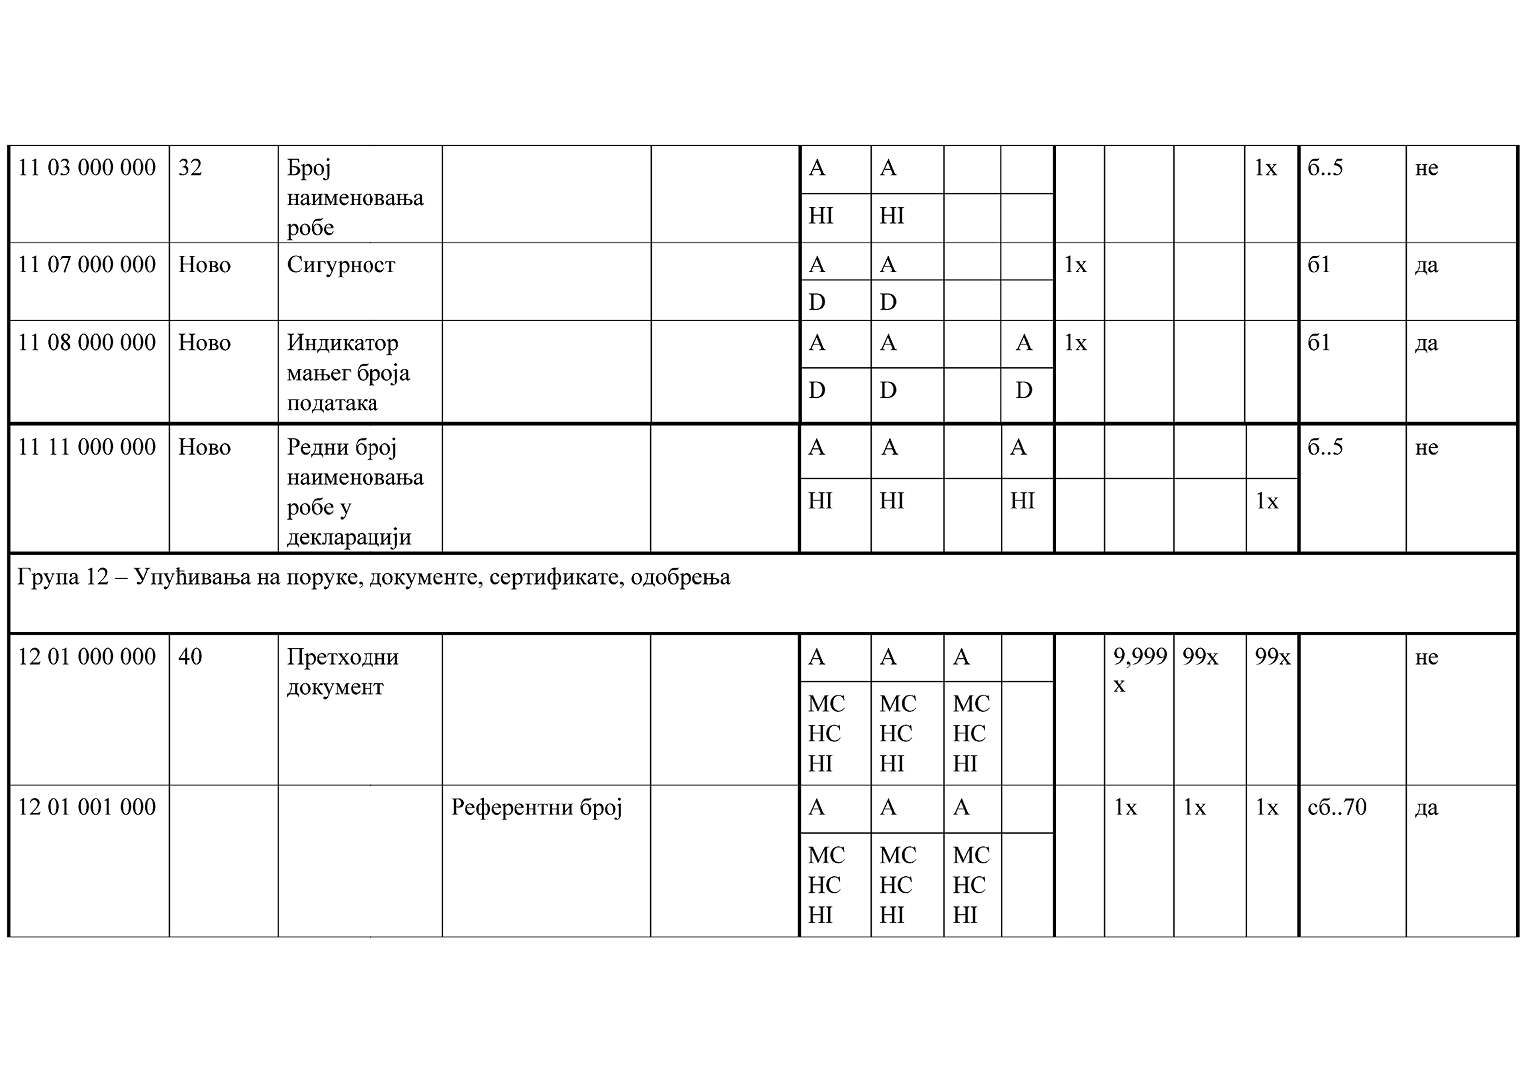 11 03 000 000 32 Број A A 1x б..5 не
наименовања
робе HI HI
11 07 000 000 Ново Сигурност A A 1x б1 да
D D
11 08 000 000 Ново Индикатор A A A 1x б1 да
мањег броја
података D D D
11 11 000 000 Ново Редни број A A A б..5 не
наименовања
робе у HI HI HI 1x
декларацији
Група 12 – Упућивања на поруке, документе, сертификате, одобрења
12 01 000 000 40 Претходни A A A 9,999 99x 99x не
документ x
MC MC MC
HC HC HC
HI HI HI
12 01 001 000 Референтни број A A A 1x 1x 1x сб..70 да
MC MC MC
HC HC HC
HI HI HI